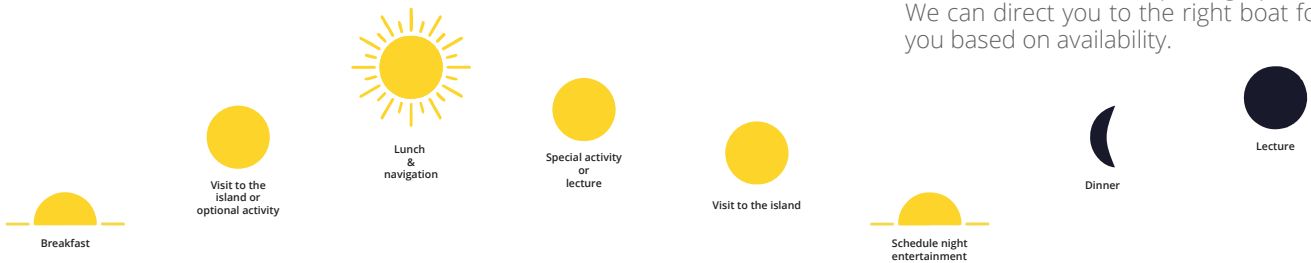 We can direct you to the right boat
you based on availability.
Lunch
&
navigation
Special activity
or
lecture
Lecture
Visit to the
island or
optional activity
Dinner
Visit to the island
Breakfast
Schedule night
entertainment